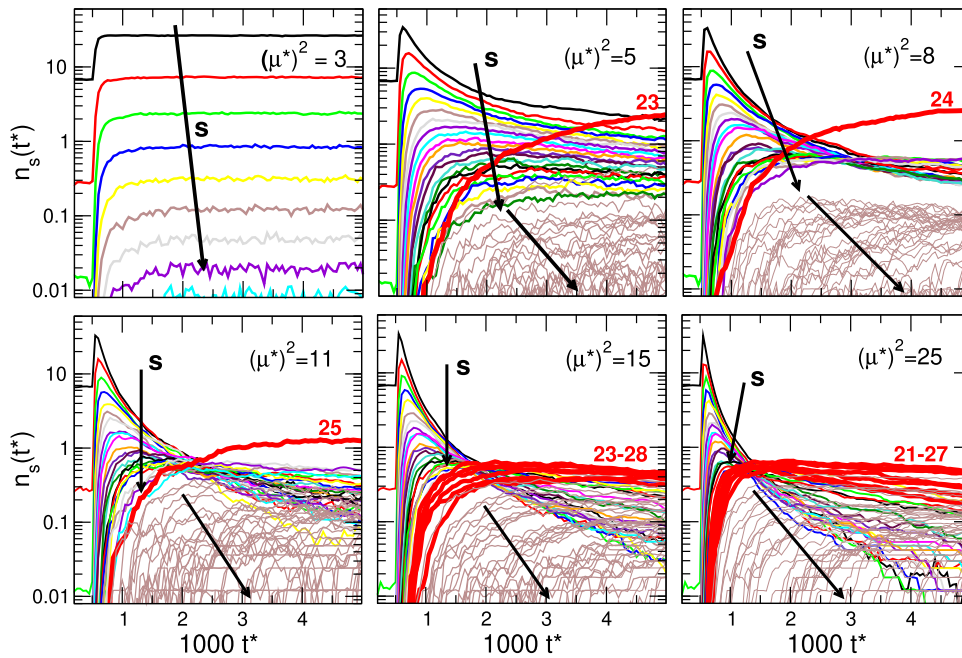 10
1
0.1
0.01
n_s(t*)
(μ*)² = 3
s
(μ*)² = 5
s
23
(μ*)² = 8
s
24
10
1
0.1
0.01
n_s(t*)
(μ*)² =11
s
25
(μ*)² =15
s
23-28
(μ*)² =25
s
21-27
1 2 3 4
1 2 3 4
1 2 3 4
1000 t*
1000 t*
1000 t*